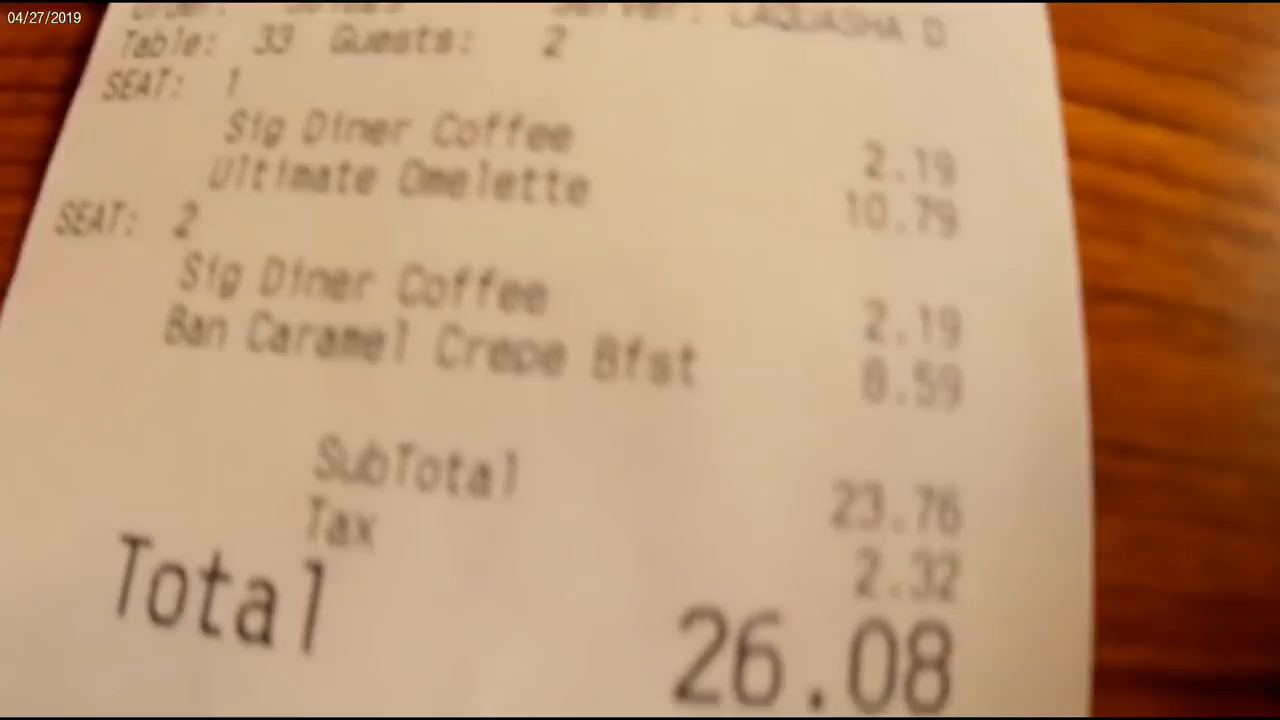 04/27/2019
Server: LAQUASHA D
Table: 33 Guests: 2
SEAT: 1
Sig Diner Coffee 2.19
Ultimate Omelette 10.79
SEAT: 2
Sig Diner Coffee 2.19
Ban Caramel Crepe Bfst 8.59
SubTotal 23.76
Tax 2.32
Total 26.08